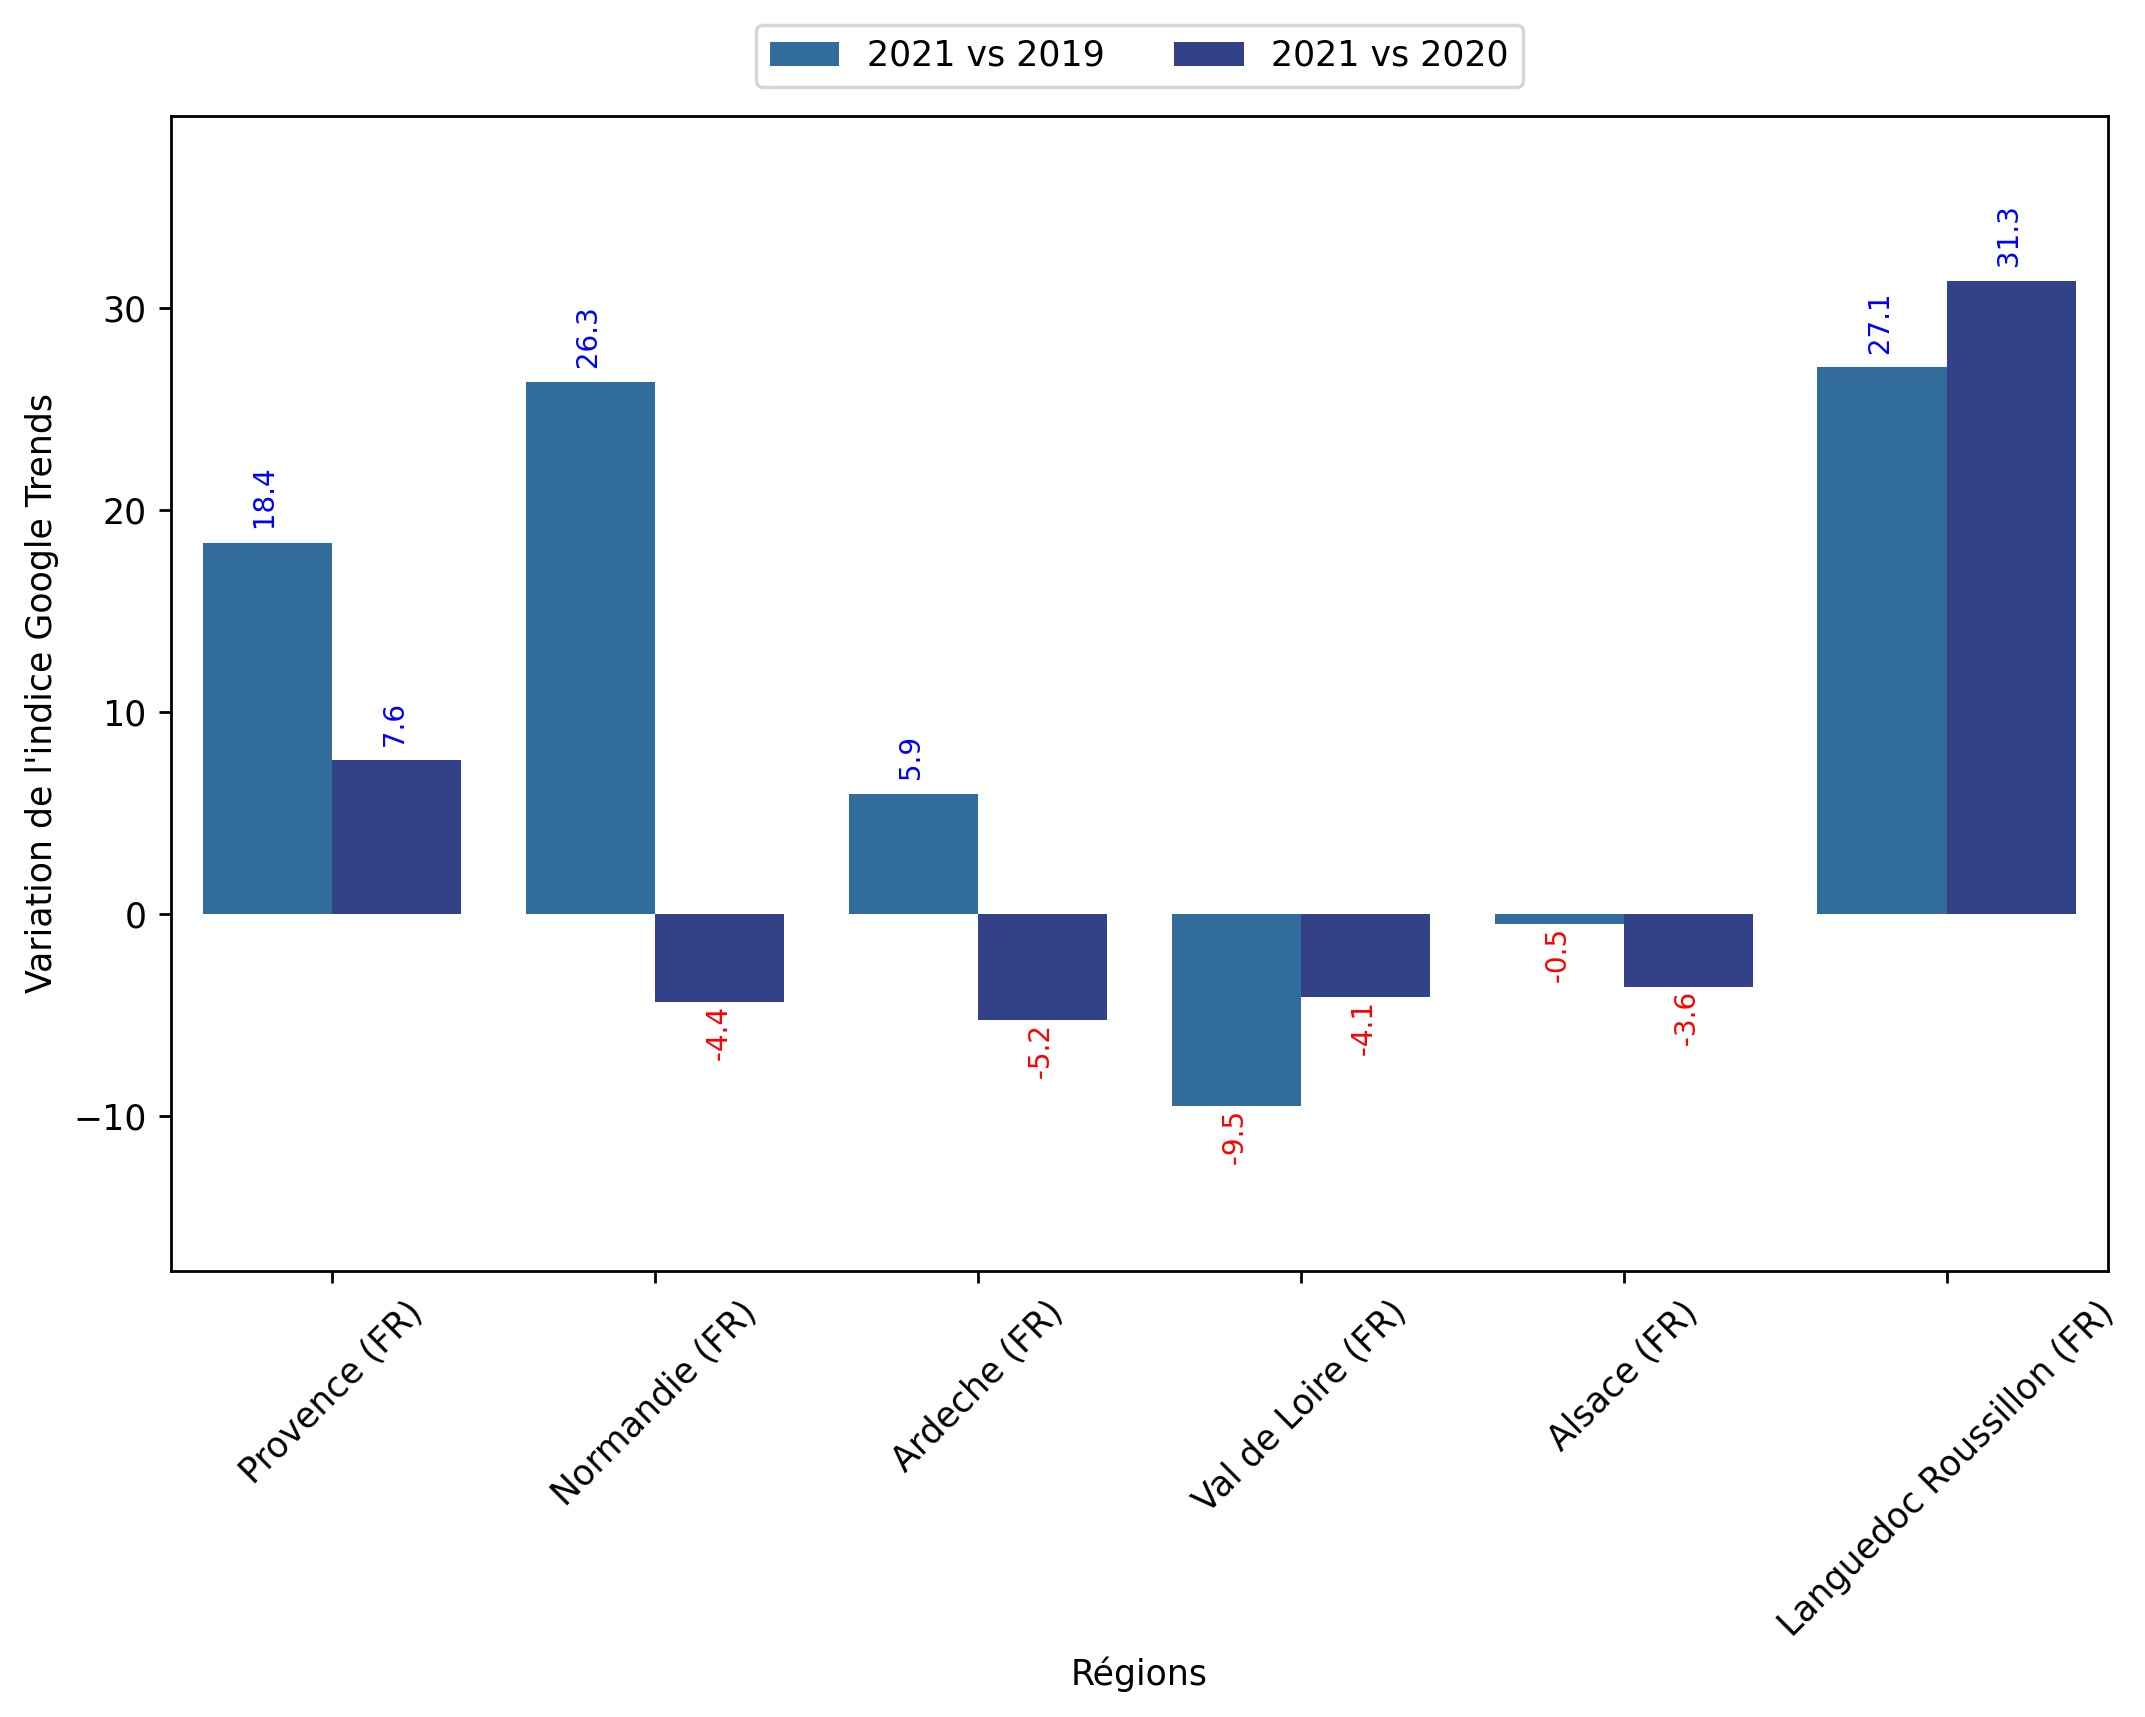 2021 vs 2019
2021 vs 2020
Variation de l'indice Google Trends
30
20
10
0
−10
18.4
7.6
26.3
-4.4
5.9
-5.2
-9.5
-4.1
-0.5
-3.6
27.1
31.3
Provence (FR)
Normandie (FR)
Ardeche (FR)
Val de Loire (FR)
Alsace (FR)
Languedoc Roussillon (FR)
Régions